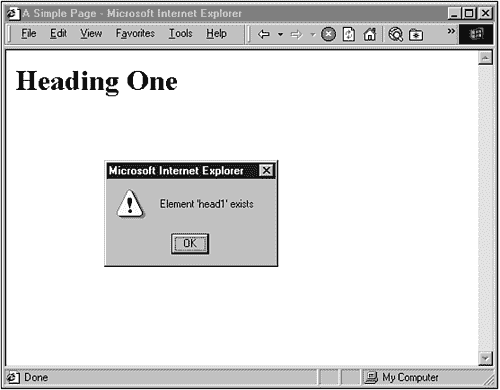 A Simple Page - Microsoft Internet Explorer
File Edit View Favorites Tools Help »
Heading One
Microsoft Internet Explorer
Element 'head1' exists
OK
Done My Computer